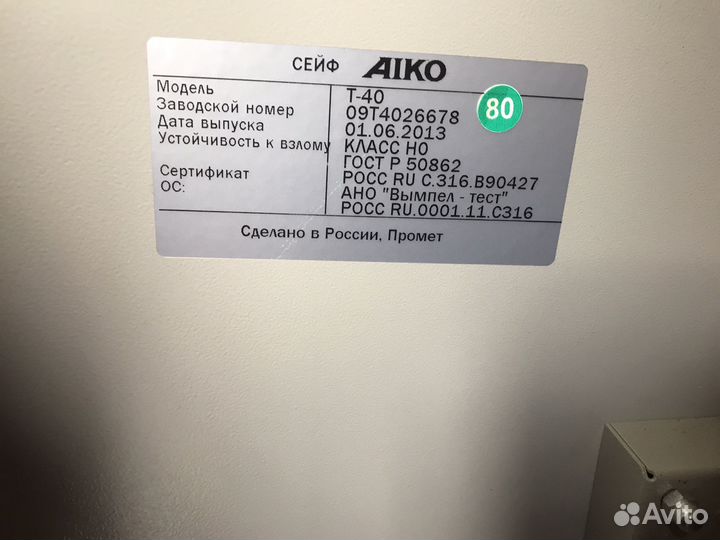 СЕЙФ AIKO
Модель T-40
Заводской номер 09T4026678
Дата выпуска 01.06.2013
Устойчивость к взлому КЛАСС Н0
ГОСТ Р 50862
Сертификат РОСС RU С.316.В90427
ОС: АНО "Вымпел - тест"
РОСС RU.0001.11.С316
Сделано в России, Промет
80
Avito